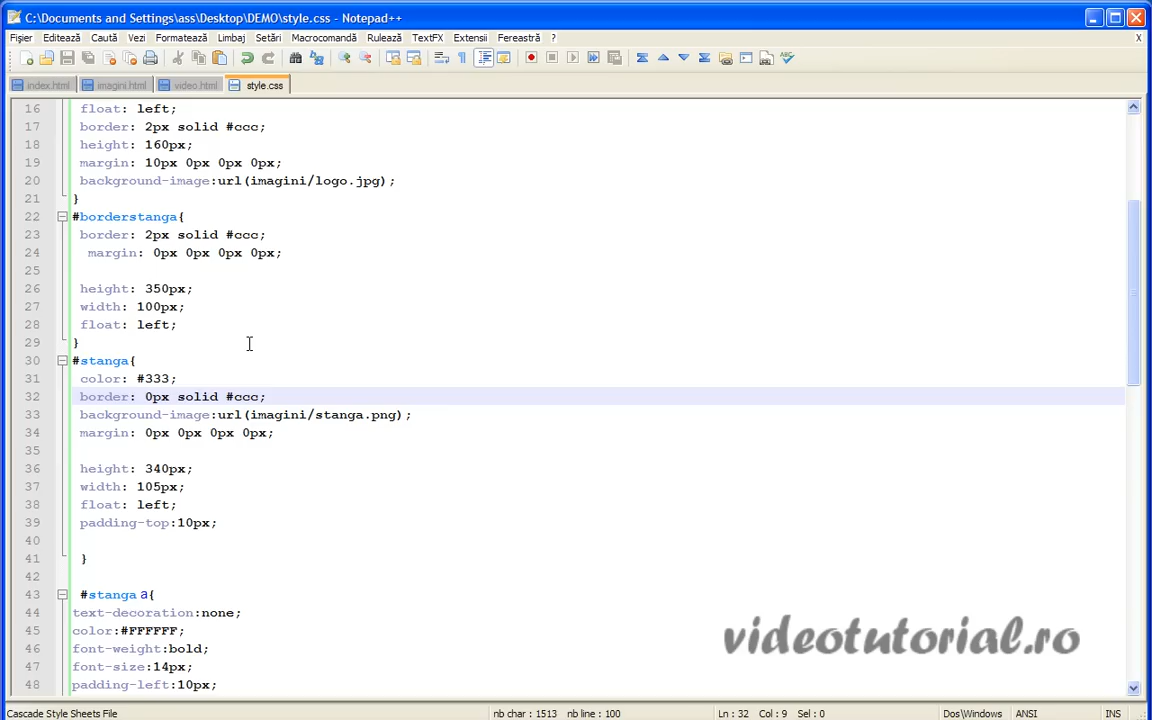 C:\Documents and Settings\ass\Desktop\DEMO\style.css - Notepad++
Fişier Editează Caută Vezi Formatează Limbaj Setări Macrocomandă Rulează TextFX Extensii Fereastră ? X
index.html imagini.html video.html style.css
16 float: left;
17 border: 2px solid #ccc;
18 height: 160px;
19 margin: 10px 0px 0px 0px;
20 background-image:url(imagini/logo.jpg);
21 }
22 #borderstanga{
23 border: 2px solid #ccc;
24 margin: 0px 0px 0px 0px;
25
26 height: 350px;
27 width: 100px;
28 float: left;
29 }
30 #stanga{
31 color: #333;
32 border: 0px solid #ccc;
33 background-image:url(imagini/stanga.png);
34 margin: 0px 0px 0px 0px;
35
36 height: 340px;
37 width: 105px;
38 float: left;
39 padding-top:10px;
40
41 }
42
43 #stanga a{
44 text-decoration:none;
45 color:#FFFFFF;
46 font-weight:bold;
47 font-size:14px;
48 padding-left:10px;
videotutorial.ro
Cascade Style Sheets File nb char : 1513 nb line : 100 Ln : 32 Col : 9 Sel : 0 Dos\Windows ANSI INS